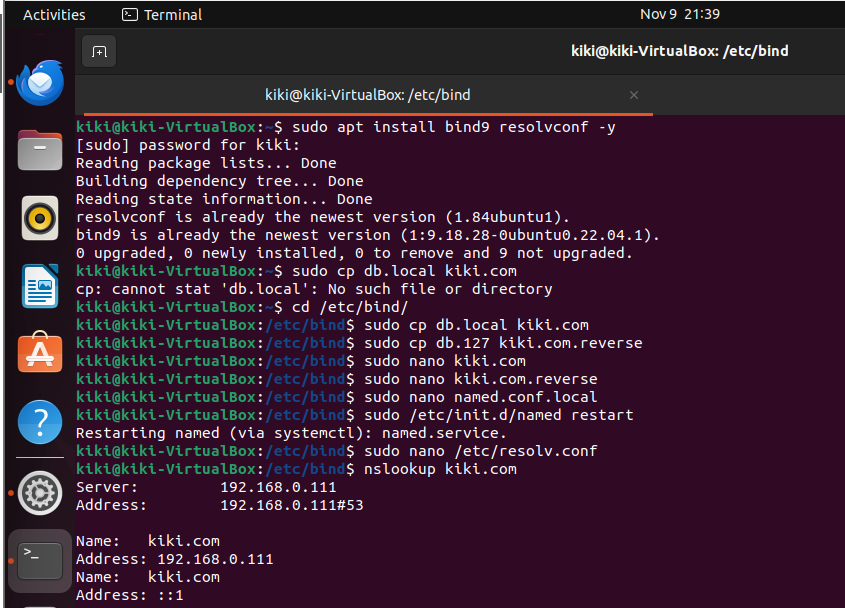 Activities
Terminal
Nov 9 21:39
kiki@kiki-VirtualBox: /etc/bind
kiki@kiki-VirtualBox: /etc/bind
kiki@kiki-VirtualBox:~$ sudo apt install bind9 resolvconf -y
[sudo] password for kiki:
Reading package lists... Done
Building dependency tree... Done
Reading state information... Done
resolvconf is already the newest version (1.84ubuntu1).
bind9 is already the newest version (1:9.18.28-0ubuntu0.22.04.1).
0 upgraded, 0 newly installed, 0 to remove and 9 not upgraded.
kiki@kiki-VirtualBox:~$ sudo cp db.local kiki.com
cp: cannot stat 'db.local': No such file or directory
kiki@kiki-VirtualBox:~$ cd /etc/bind/
kiki@kiki-VirtualBox:/etc/bind$ sudo cp db.local kiki.com
kiki@kiki-VirtualBox:/etc/bind$ sudo cp db.127 kiki.com.reverse
kiki@kiki-VirtualBox:/etc/bind$ sudo nano kiki.com
kiki@kiki-VirtualBox:/etc/bind$ sudo nano kiki.com.reverse
kiki@kiki-VirtualBox:/etc/bind$ sudo nano named.conf.local
kiki@kiki-VirtualBox:/etc/bind$ sudo /etc/init.d/named restart
Restarting named (via systemctl): named.service.
kiki@kiki-VirtualBox:/etc/bind$ sudo nano /etc/resolv.conf
kiki@kiki-VirtualBox:/etc/bind$ nslookup kiki.com
Server:         192.168.0.111
Address:        192.168.0.111#53

Name:   kiki.com
Address: 192.168.0.111
Name:   kiki.com
Address: ::1